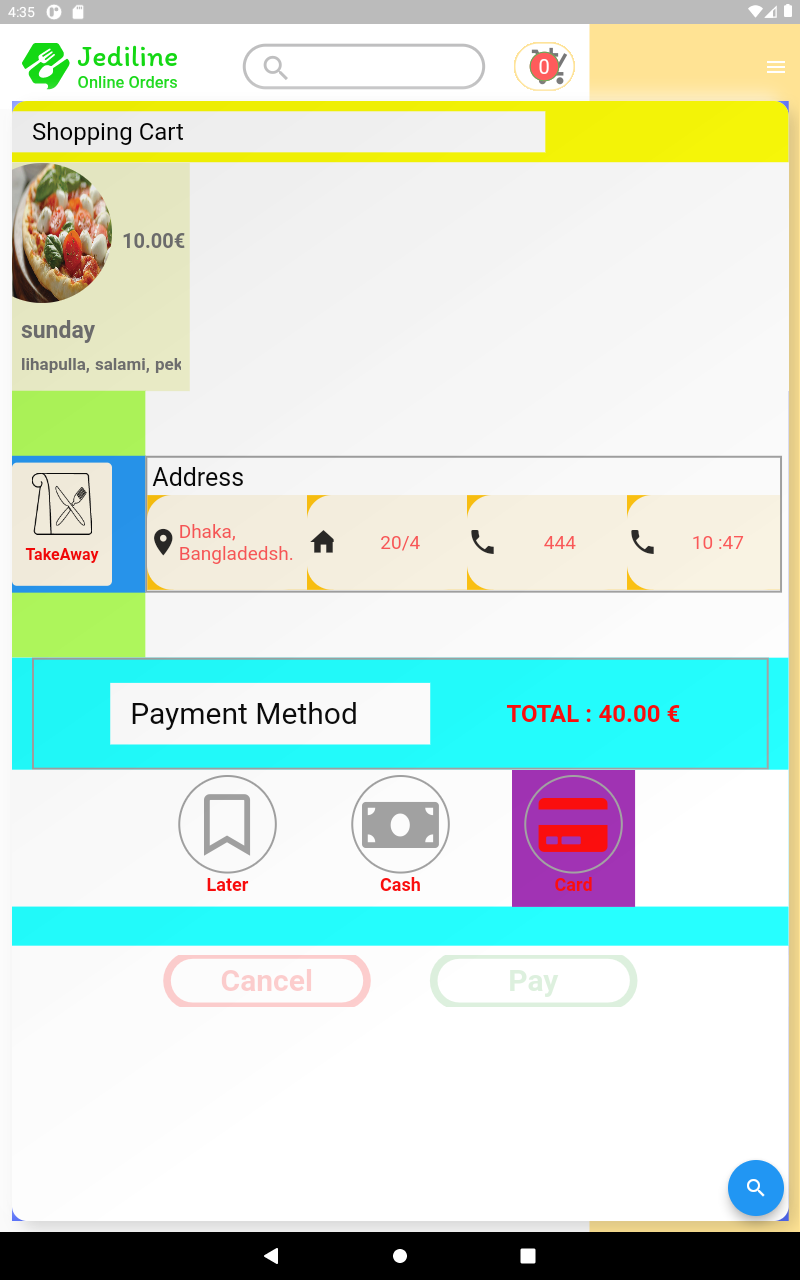 4:35
Jediline
Online Orders
0
Shopping Cart
10.00€
sunday
lihapulla, salami, pek
Address
TakeAway
Dhaka,
Bangladedsh.
20/4
444
10 :47
Payment Method
TOTAL : 40.00 €
Later
Cash
Card
Cancel
Pay